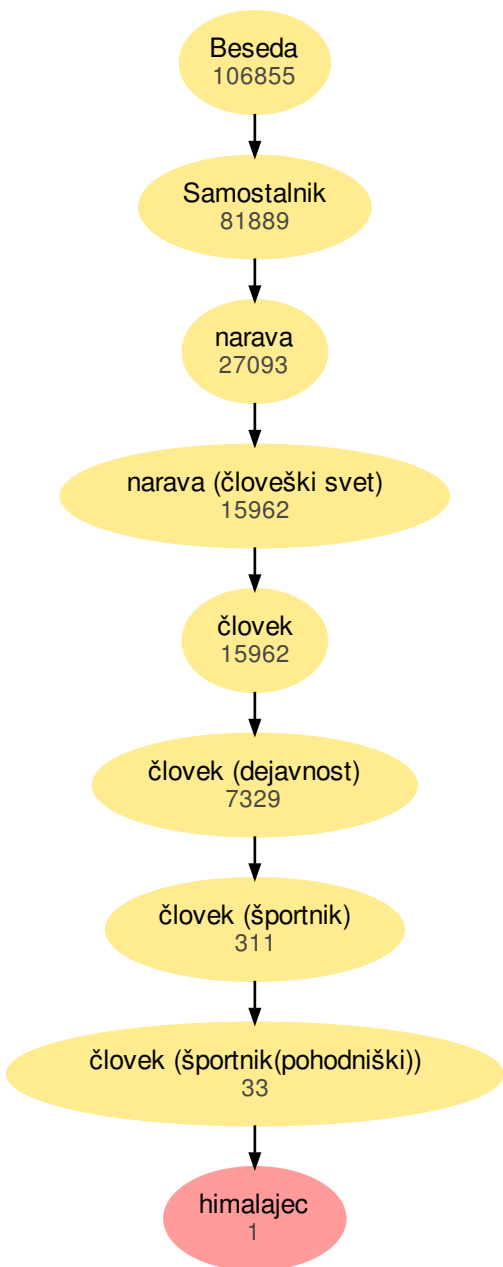 Beseda
106855
Samostalnik
81889
narava
27093
narava (človeški svet)
15962
človek
15962
človek (dejavnost)
7329
človek (športnik)
311
človek (športnik(pohodniški))
33
himalajec
1